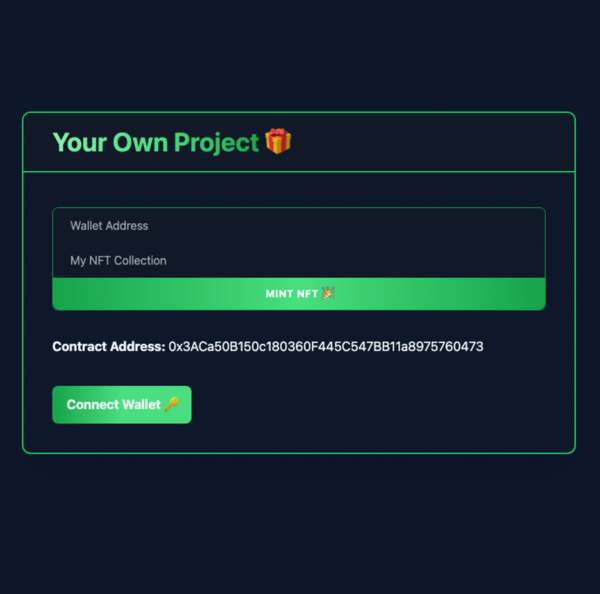 Your Own Project 🎁
Wallet Address
My NFT Collection
MINT NFT 🎉
Contract Address: 0x3ACa50B150c180360F445C547BB11a8975760473
Connect Wallet 🔑